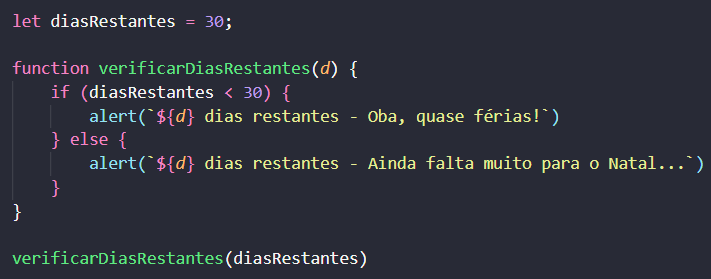 let diasRestantes = 30;
function verificarDiasRestantes(d) {
if (diasRestantes < 30) {
alert(`${d} dias restantes - Oba, quase férias!`)
} else {
alert(`${d} dias restantes - Ainda falta muito para o Natal...`)
}
}
verificarDiasRestantes(diasRestantes)